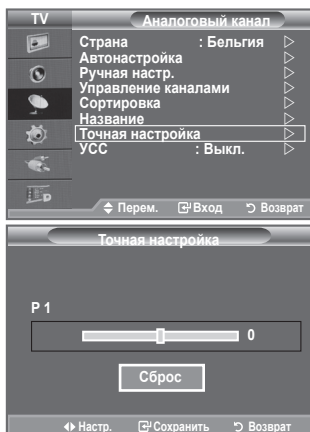 TV Аналоговый канал
Страна : Бельгия
Автонастройка
Ручная настр.
Управление каналами
Сортировка
Название
Точная настройка
УСС : Выкл.
Перем. Вход Возврат
Точная настройка
P 1
0
Сброс
Настр. Сохранить Возврат